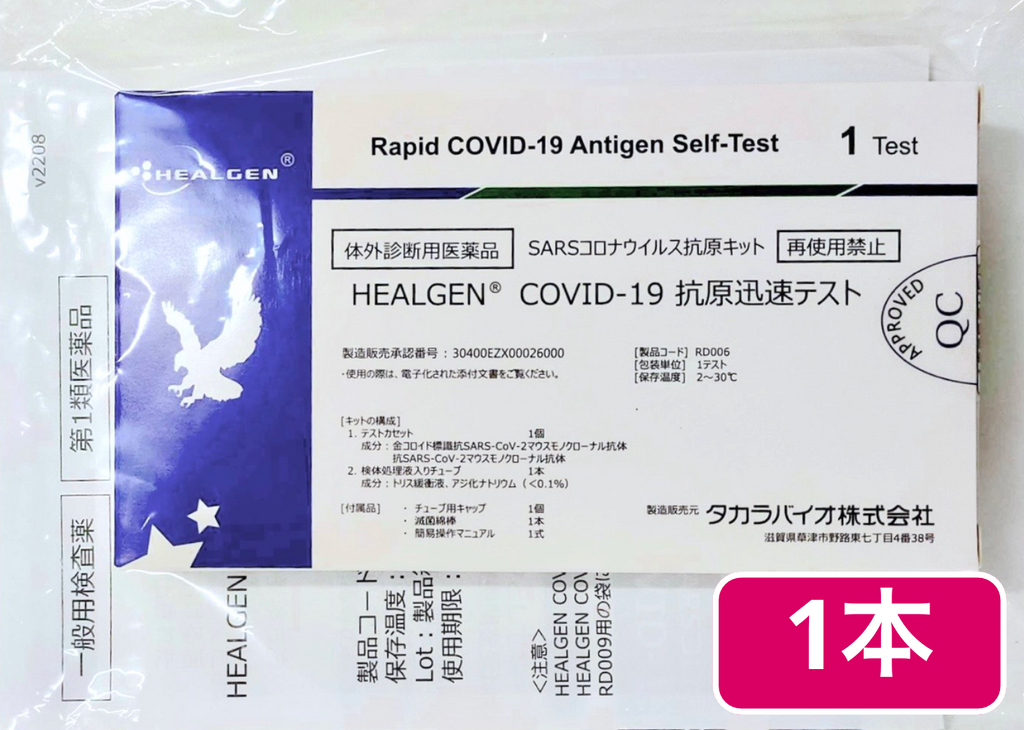 Rapid COVID-19 Antigen Self-Test 1 Test
HEALGEN®
体外診断用医薬品 SARSコロナウイルス抗原キット 再使用禁止
HEALGEN® COVID-19 抗原迅速テスト
APPROVED
QC
製造販売承認番号：30400EZX00026000
・使用の際は、電子化された添付文書をご覧ください。
[製品コード] RD006
[包装単位] 1テスト
[保存温度] 2～30℃
[キットの構成]
1. テストカセット 1個
成分：金コロイド標識抗SARS-CoV-2マウスモノクローナル抗体
抗SARS-CoV-2マウスモノクローナル抗体
2. 検体処理液入りチューブ 1本
成分：トリス緩衝液、アジ化ナトリウム（＜0.1%）
[付属品] ・ チューブ用キャップ 1個
・ 滅菌綿棒 1本
・ 簡易操作マニュアル 1式
製造販売元 タカラバイオ株式会社
滋賀県草津市野路東七丁目4番38号
v2208
第1類医薬品
一般用検査薬
HEALGEN
製品コード
保存温度：
Lot：製品
使用期限：
<注意>
HEALGEN COV
HEALGEN COV
RD009用の袋に
1本